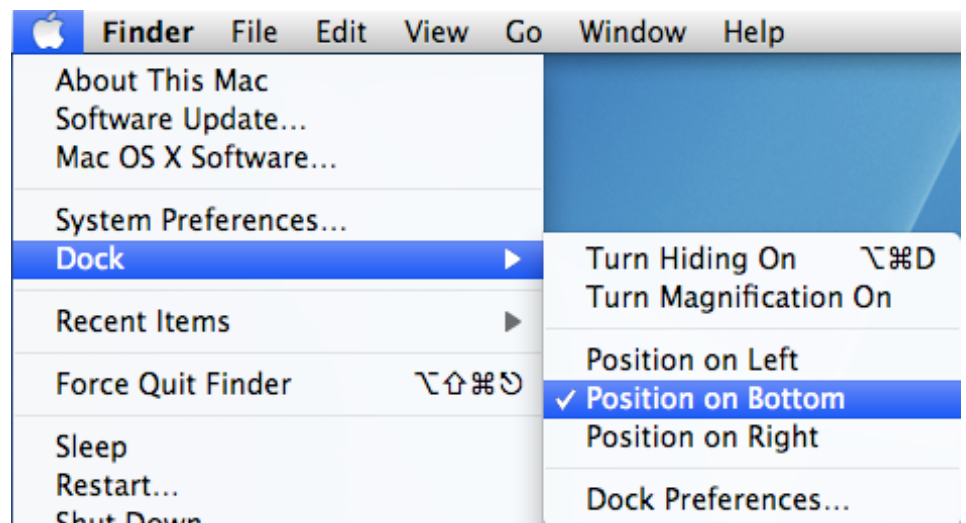 Finder File Edit View Go Window Help
About This Mac
Software Update...
Mac OS X Software...
System Preferences...
Dock
Recent Items
Force Quit Finder ⌥⇧⌘⎋
Sleep
Restart...
Shut Down
Turn Hiding On ⌥⌘D
Turn Magnification On
Position on Left
✓ Position on Bottom
Position on Right
Dock Preferences...